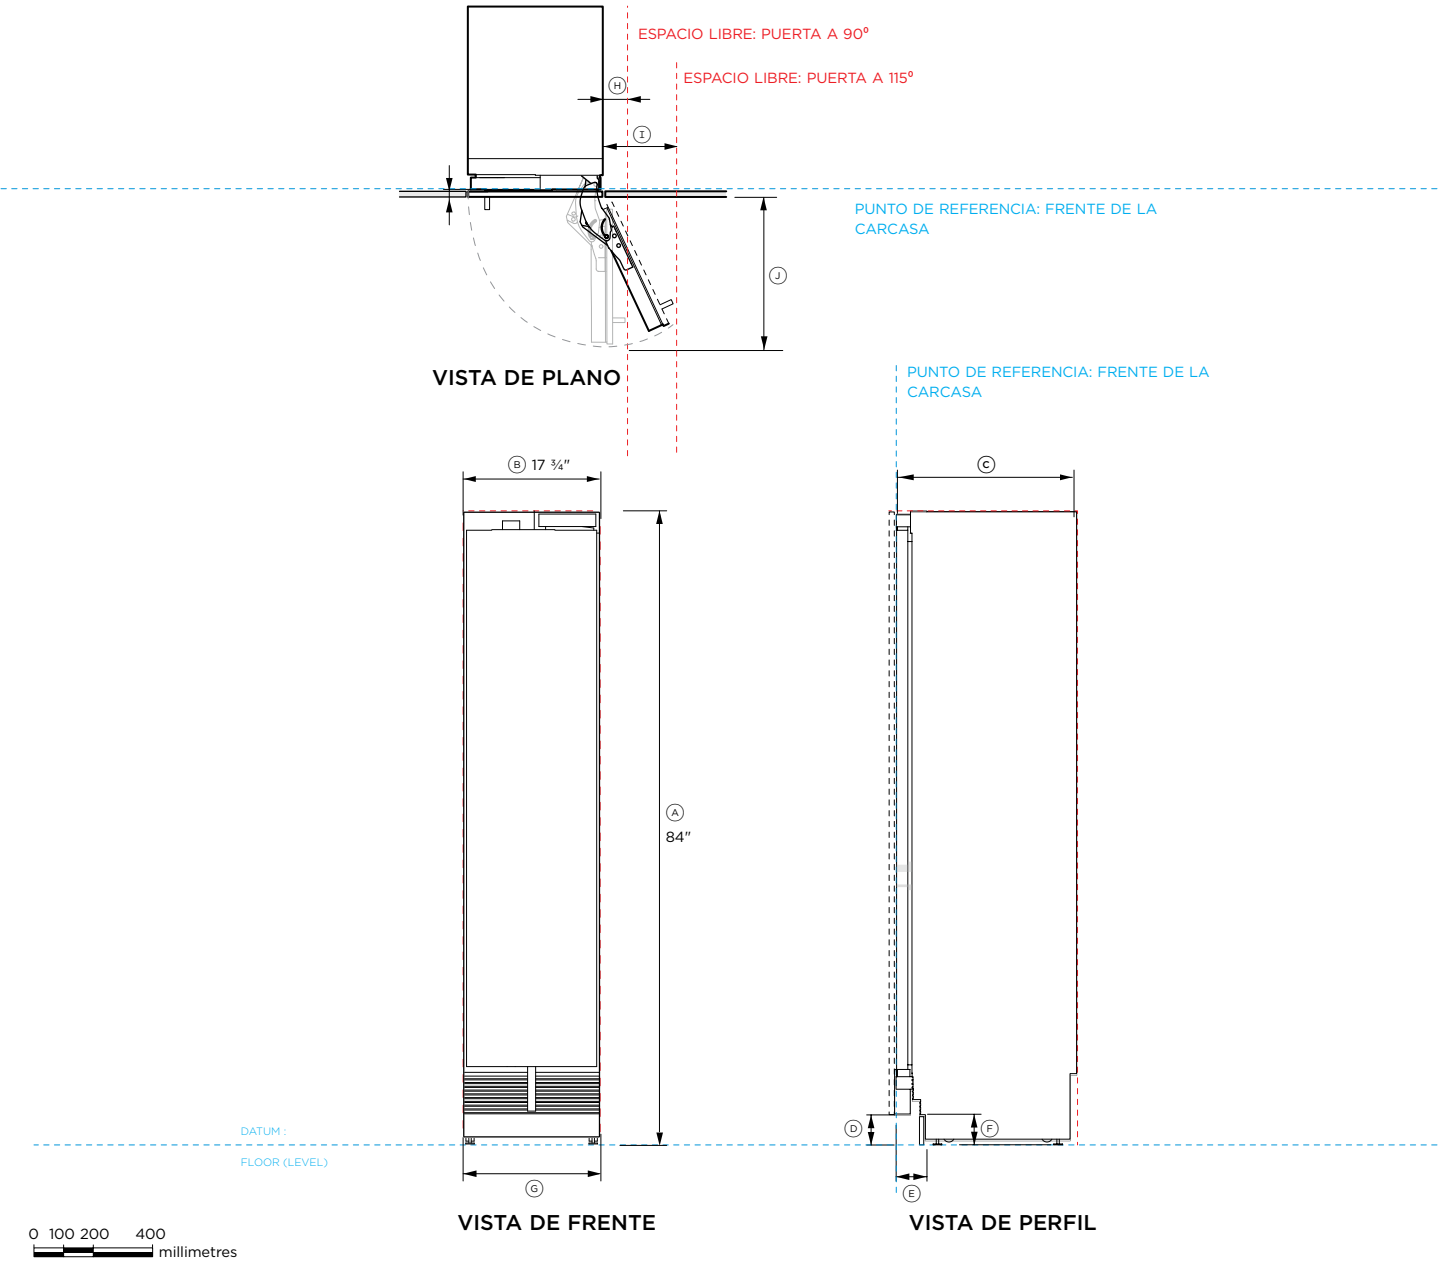 ESPACIO LIBRE: PUERTA A 90°
ESPACIO LIBRE: PUERTA A 115°
H
I
PUNTO DE REFERENCIA: FRENTE DE LA
CARCASA
J
VISTA DE PLANO
PUNTO DE REFERENCIA: FRENTE DE LA
CARCASA
B 17 ¾"
C
A
84"
D
F
DATUM :
FLOOR (LEVEL)
G
E
VISTA DE FRENTE
VISTA DE PERFIL
0 100 200 400
millimetres